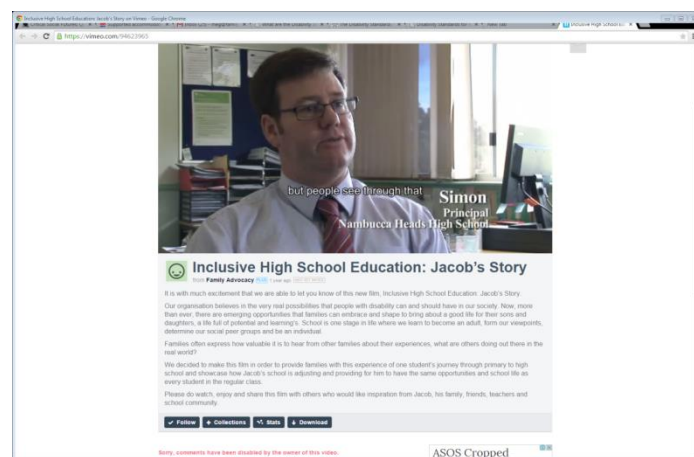 Inclusive High School Education: Jacob's Story on Vimeo - Google Chrome
https://vimeo.com/94623965
but people see through that
Simon
Principal
Nambucca Heads High School
Inclusive High School Education: Jacob's Story
from Family Advocacy 1 year ago
It is with much excitement that we are able to let you know of this new film, Inclusive High School Education: Jacob's Story.
Our organisation believes in the very real possibilities that people with disability can and should have in our society. Now, more
than ever, there are emerging opportunities that families can embrace and shape to bring about a good life for their sons and
daughters, a life full of potential and learning's. School is one stage in life where we learn to become an adult, form our viewpoints,
determine our social peer groups and be an individual.
Families often express how valuable it is to hear from other families about their experiences, what are others doing out there in the
real world?
We decided to make this film in order to provide families with this experience of one student's journey through primary to high
school and showcase how Jacob's school is adjusting and providing for him to have the same opportunities and school life as
every student in the regular class.
Please do watch, enjoy and share this film with others who would like inspiration from Jacob, his family, friends, teachers and
school community.
Follow + Collections Stats Download
Sorry, comments have been disabled by the owner of this video.
ASOS Cropped